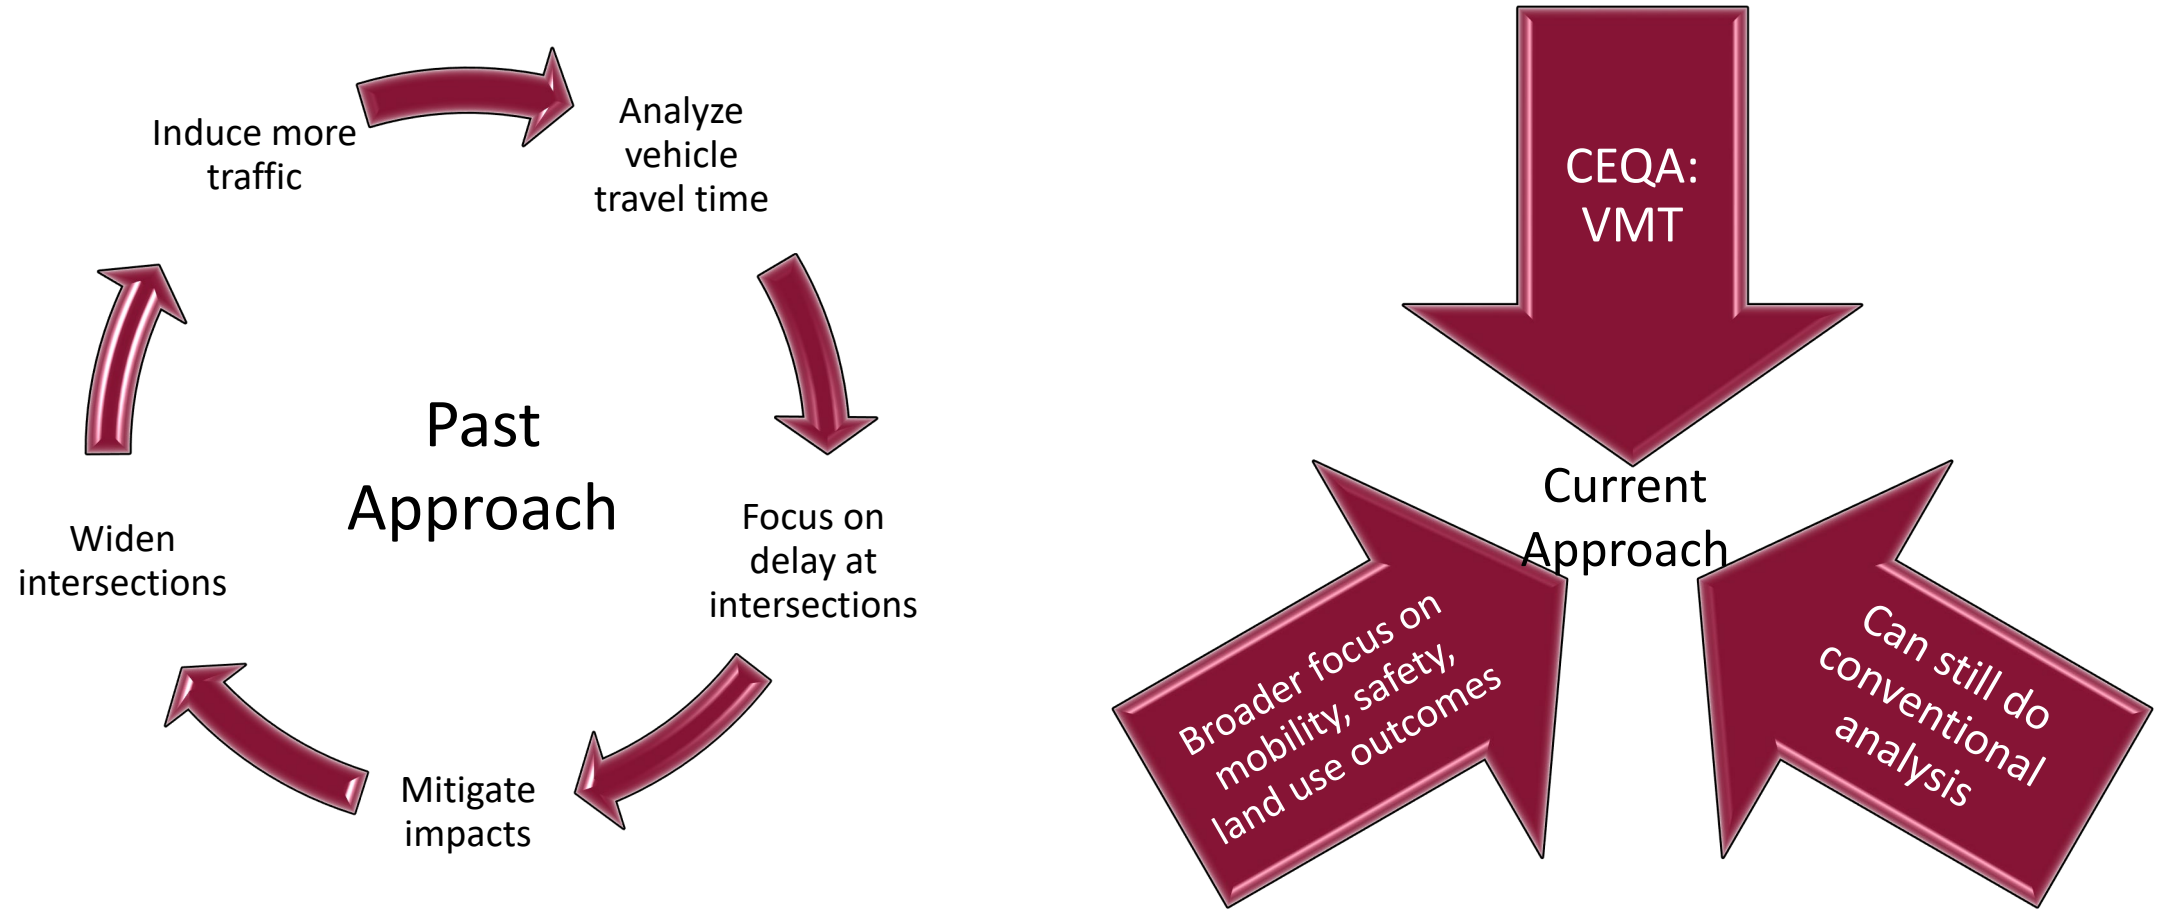 Induce more
traffic
Analyze
vehicle
travel time
Focus on
delay at
intersections
Mitigate
impacts
Widen
intersections
Past
Approach
CEQA:
VMT
Current
Approach
Broader focus on
mobility, safety,
land use outcomes
Can still do
conventional
analysis